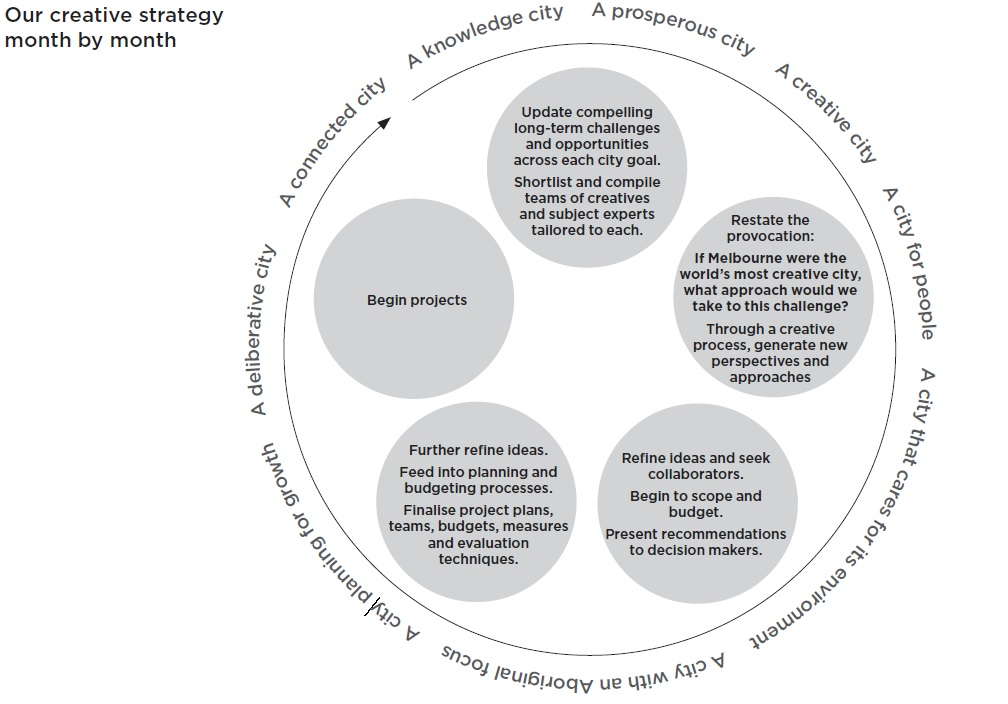 Our creative strategy
month by month
A knowledge city
A prosperous city
A creative city
A city for people
A city that cares for its environment
A city with an Aboriginal focus
A city planning for growth
A deliberative city
A connected city
Update compelling
long-term challenges
and opportunities
across each city goal.
Shortlist and compile
teams of creatives
and subject experts
tailored to each.
Restate the
provocation:
If Melbourne were the
world's most creative city,
what approach would we
take to this challenge?
Through a creative
process, generate new
perspectives and
approaches
Refine ideas and seek
collaborators.
Begin to scope and
budget.
Present recommendations
to decision makers.
Further refine ideas.
Feed into planning and
budgeting processes.
Finalise project plans,
teams, budgets, measures
and evaluation
techniques.
Begin projects